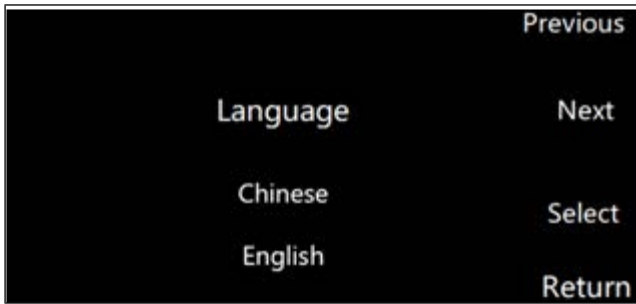 Previous
Language
Next
Chinese
Select
English
Return